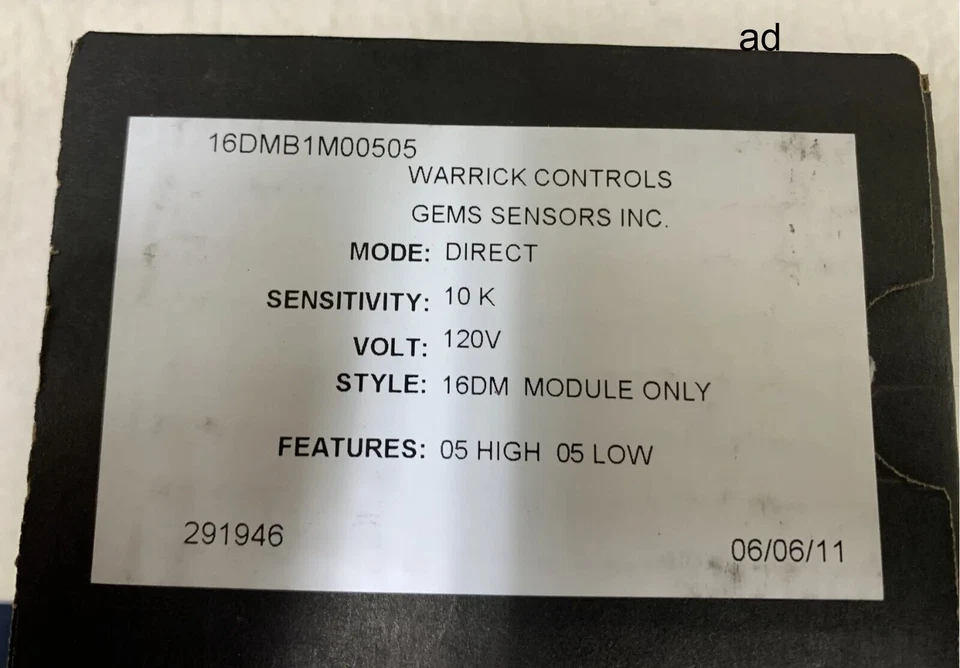 ad
16DMB1M00505
WARRICK CONTROLS
GEMS SENSORS INC.
MODE: DIRECT
SENSITIVITY: 10 K
VOLT: 120V
STYLE: 16DM MODULE ONLY
FEATURES: 05 HIGH 05 LOW
291946 06/06/11